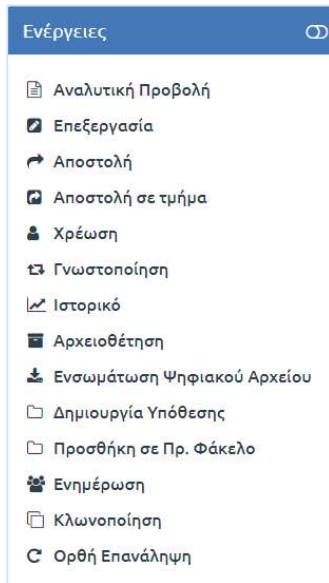 Ενέργειες
Αναλυτική Προβολή
Επεξεργασία
Αποστολή
Αποστολή σε τμήμα
Χρέωση
Γνωστοποίηση
Ιστορικό
Αρχειοθέτηση
Ενσωμάτωση Ψηφιακού Αρχείου
Δημιουργία Υπόθεσης
Προσθήκη σε Πρ. Φάκελο
Ενημέρωση
Κλωνοποίηση
Ορθή Επανάληψη